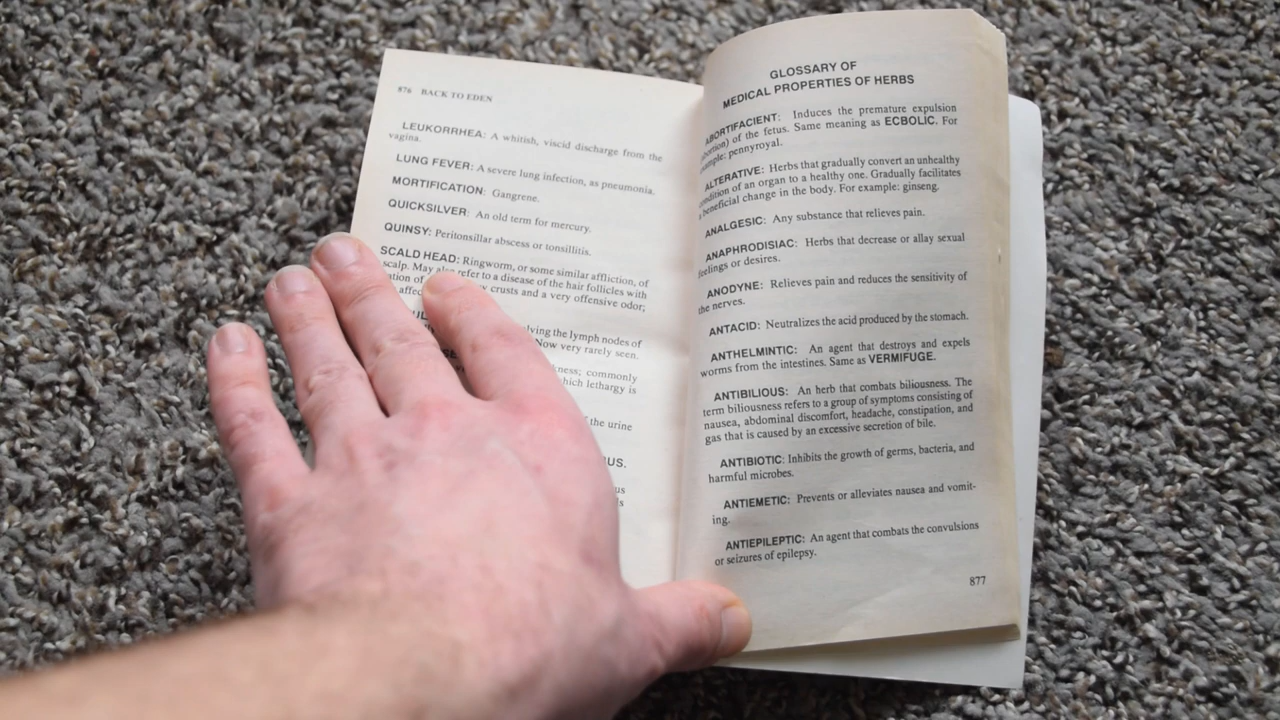 876 BACK TO EDEN
LEUKORRHEA: A whitish, viscid discharge from the
vagina.
LUNG FEVER: A severe lung infection, as pneumonia.
MORTIFICATION: Gangrene.
QUICKSILVER: An old term for mercury.
QUINSY: Peritonsillar abscess or tonsillitis.
SCALD HEAD: Ringworm, or some similar affliction, of
scalp. May also refer to a disease of the hair follicles with
of crusts and a very offensive odor;
the lymph nodes of
Now very rarely seen.
commonly
which lethargy is
the urine
GLOSSARY OF
MEDICAL PROPERTIES OF HERBS
ABORTIFACIENT: Induces the premature expulsion
(abortion) of the fetus. Same meaning as ECBOLIC. For
example: pennyroyal.
ALTERATIVE: Herbs that gradually convert an unhealthy
condition of an organ to a healthy one. Gradually facilitates
a beneficial change in the body. For example: ginseng.
ANALGESIC: Any substance that relieves pain.
ANAPHRODISIAC: Herbs that decrease or allay sexual
feelings or desires.
ANODYNE: Relieves pain and reduces the sensitivity of
the nerves.
ANTACID: Neutralizes the acid produced by the stomach.
ANTHELMINTIC: An agent that destroys and expels
worms from the intestines. Same as VERMIFUGE.
ANTIBILIOUS: An herb that combats biliousness. The
term biliousness refers to a group of symptoms consisting of
nausea, abdominal discomfort, headache, constipation, and
gas that is caused by an excessive secretion of bile.
ANTIBIOTIC: Inhibits the growth of germs, bacteria, and
harmful microbes.
ANTIEMETIC: Prevents or alleviates nausea and vomit-
ing.
ANTIEPILEPTIC: An agent that combats the convulsions
or seizures of epilepsy.
877